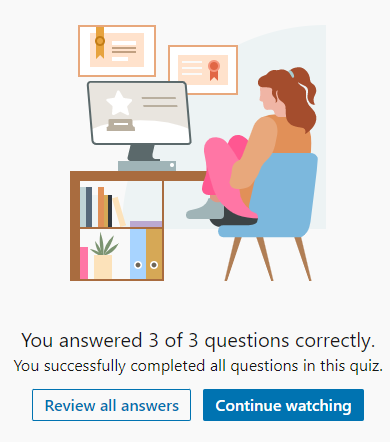 You answered 3 of 3 questions correctly.
You successfully completed all questions in this quiz.
Review all answers
Continue watching